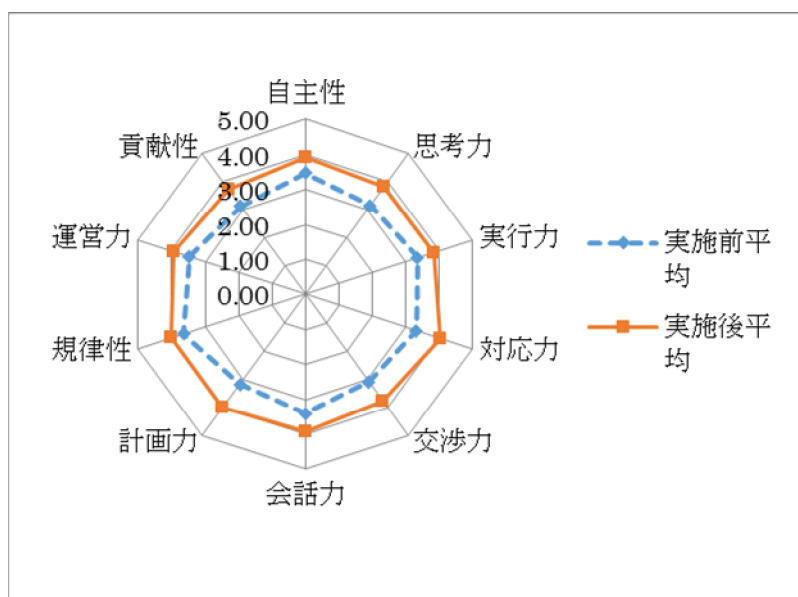 自主性
5.00
貢献性
思考力
4.00
3.00
運営力
2.00
実行力
1.00
0.00
規律性
対応力
計画力
交渉力
会話力
実施前平
均
実施後平
均